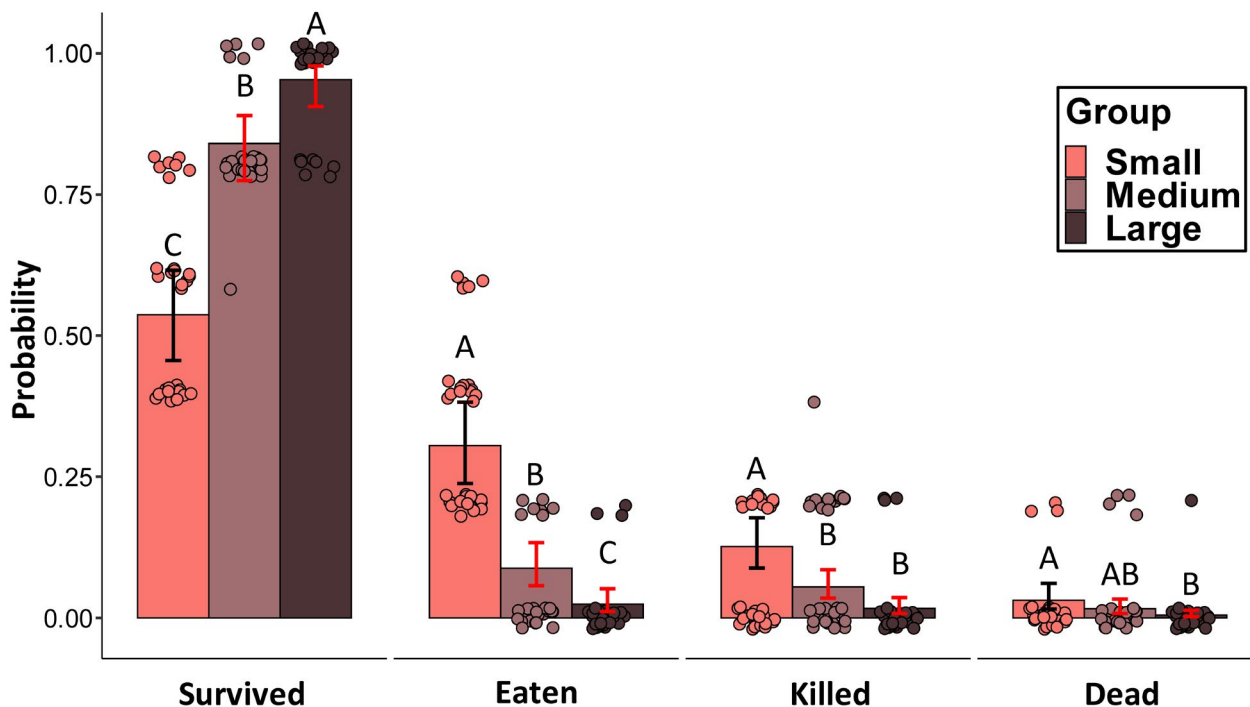 Probability
1.00
0.75
0.50
0.25
0.00
C
B
A
A
B
C
A
B
B
A
AB
B
Survived
Eaten
Killed
Dead
Group
Small
Medium
Large